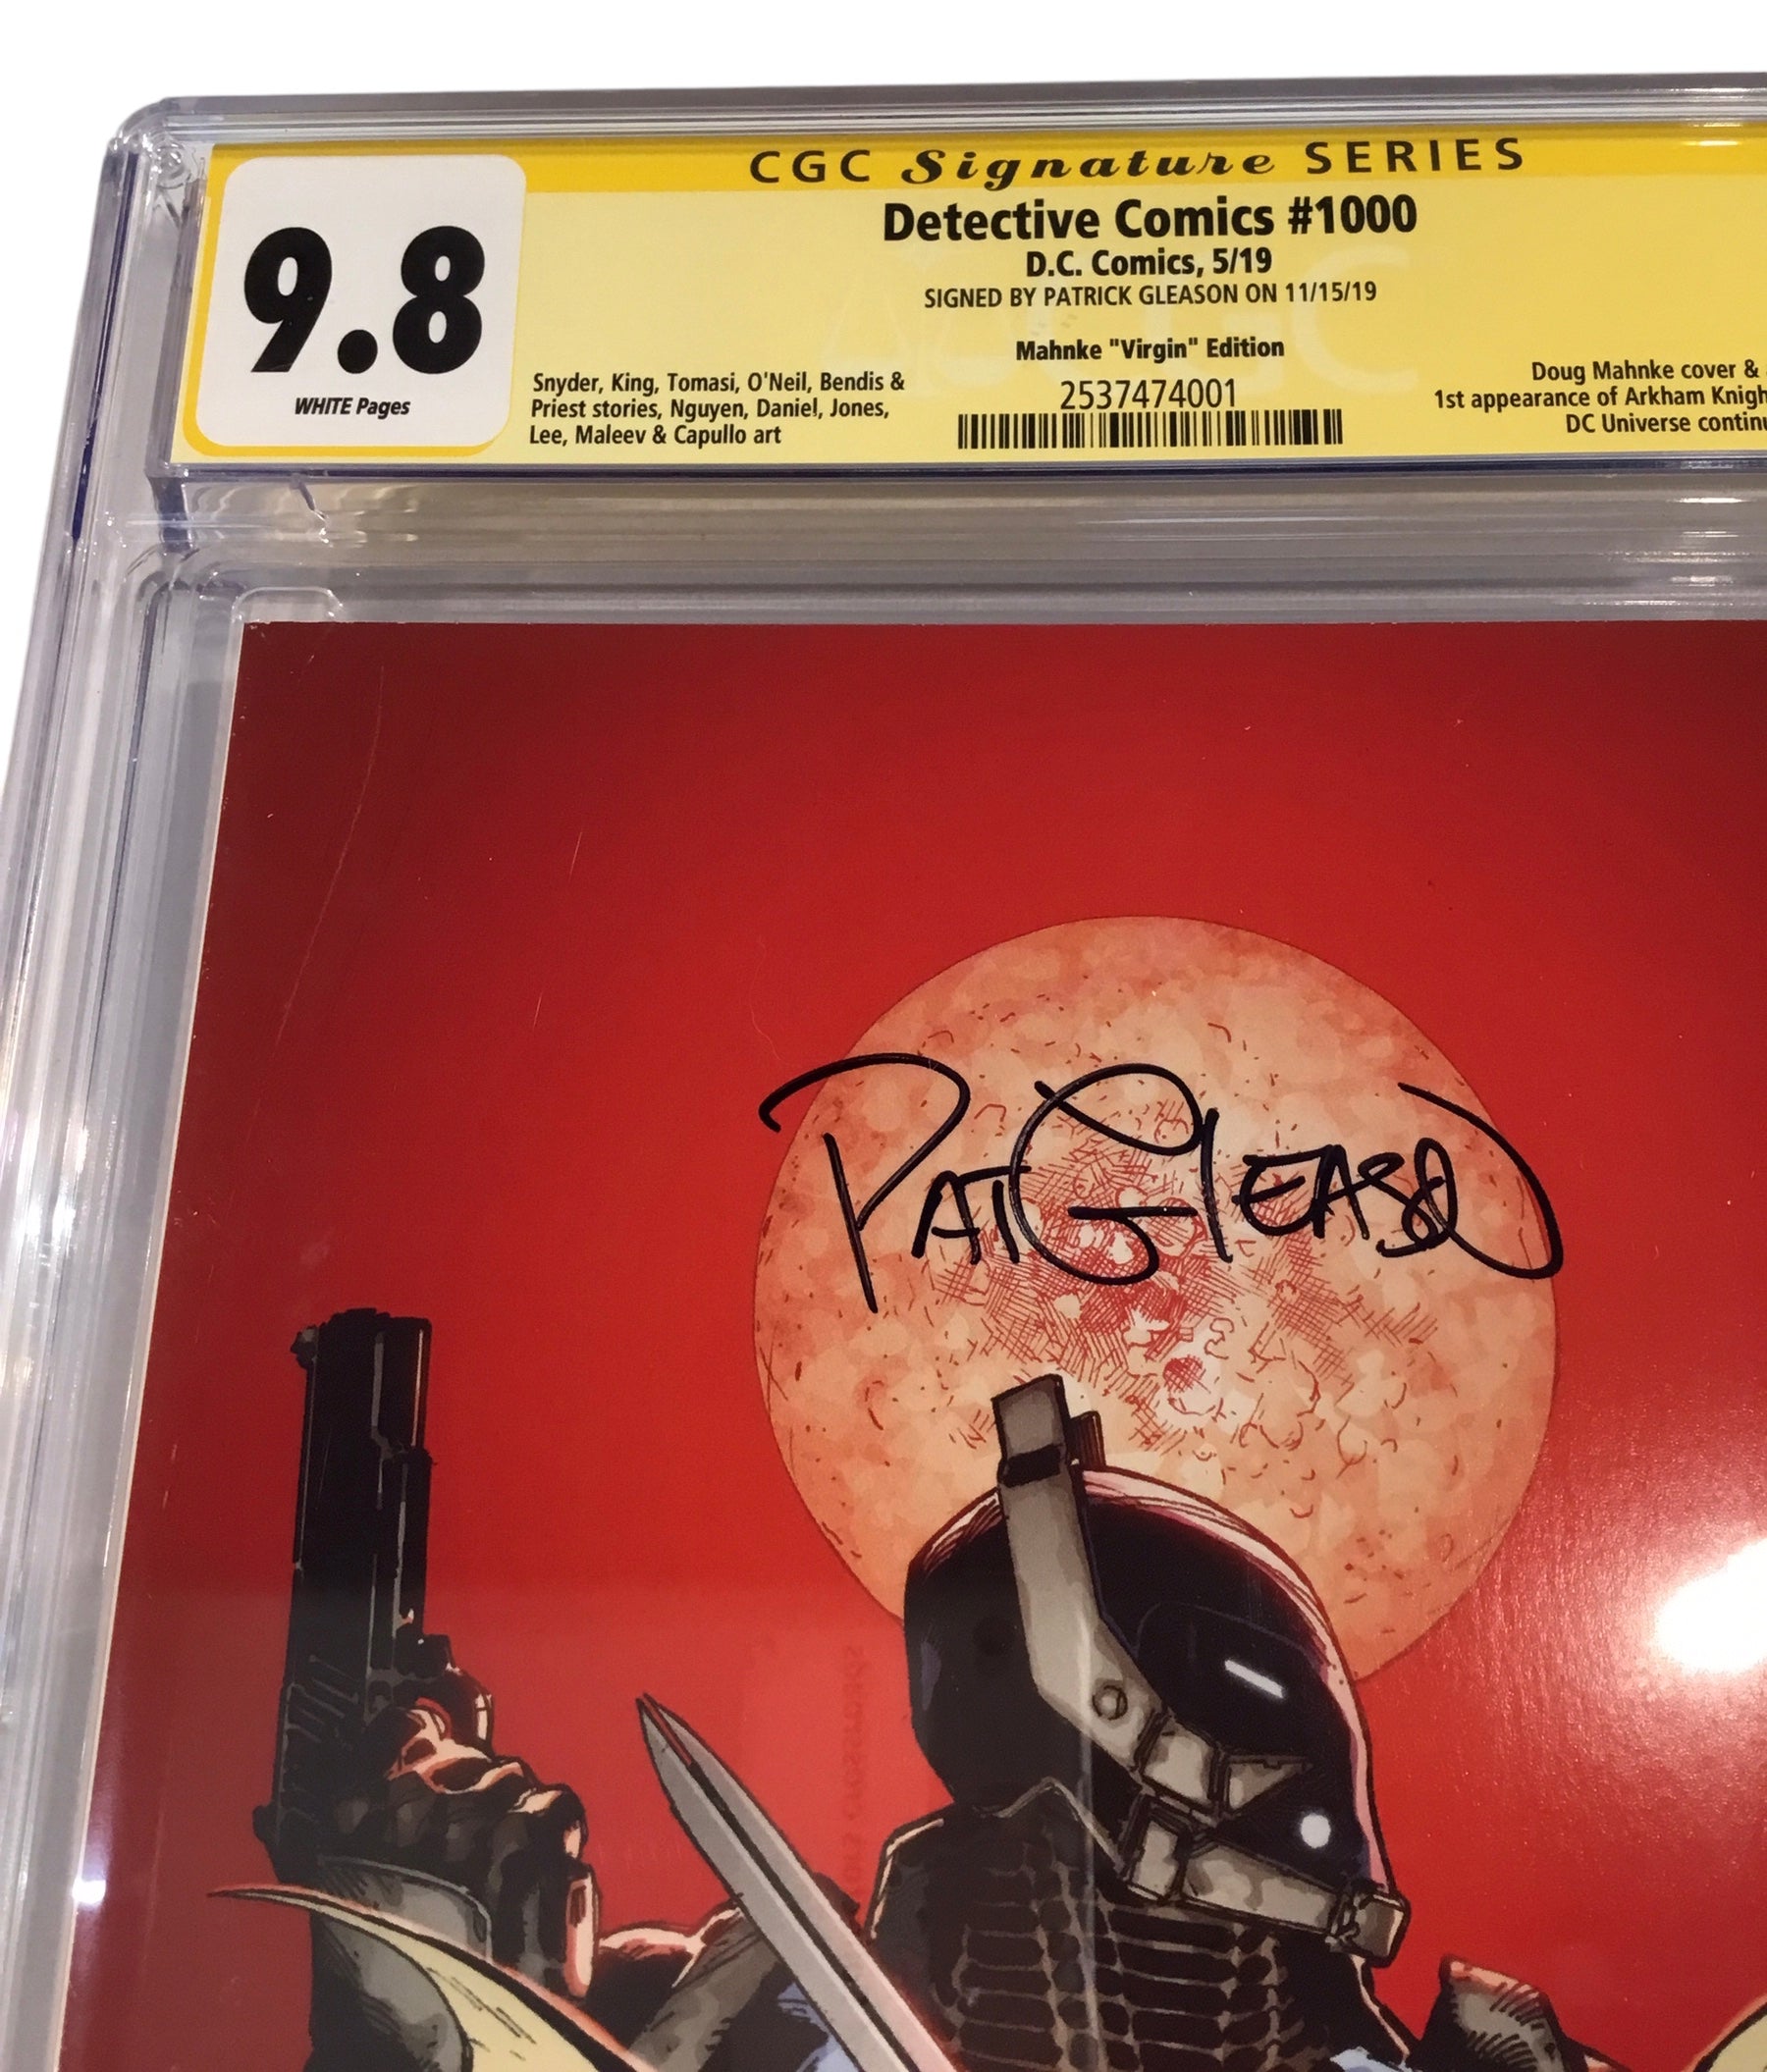 CGC Signature SERIES
Detective Comics #1000
D.C. Comics, 5/19
SIGNED BY PATRICK GLEASON ON 11/15/19
Mahnke "Virgin" Edition
2537474001
9.8
WHITE Pages
Snyder, King, Tomasi, O'Neil, Bendis &
Priest stories, Nguyen, Daniel, Jones,
Lee, Maleev & Capullo art
Doug Mahnke cover &
1st appearance of Arkham Knigh
DC Universe continu
CGC
PAT GLEASON